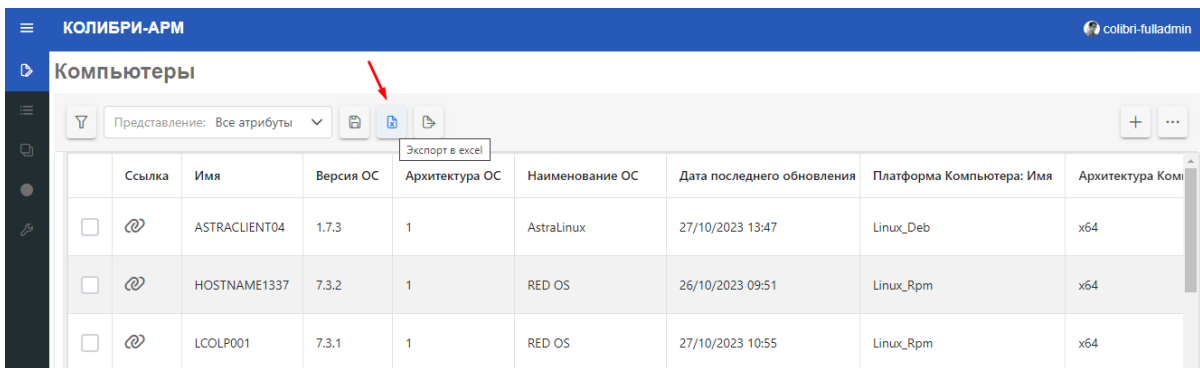 КОЛИБРИ-АРМ
colibri-fulladmin
Компьютеры
Представление: Все атрибуты
Экспорт в excel
Ссылка Имя Версия ОС Архитектура ОС Наименование ОС Дата последнего обновления Платформа Компьютера: Имя Архитектура Ком
ASTRACLIENT04 1.7.3 1 AstraLinux 27/10/2023 13:47 Linux_Deb x64
HOSTNAME1337 7.3.2 1 RED OS 26/10/2023 09:51 Linux_Rpm x64
LCOLP001 7.3.1 1 RED OS 27/10/2023 10:55 Linux_Rpm x64